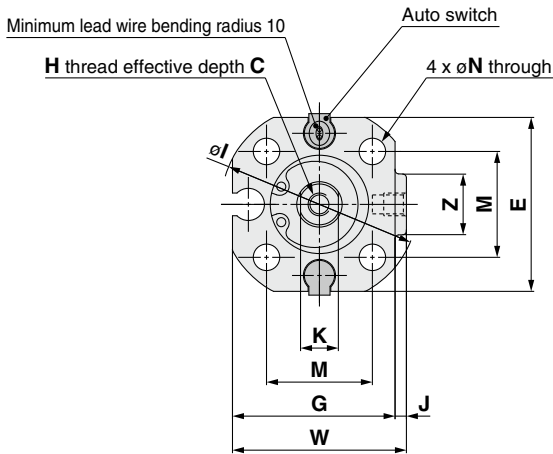 Auto switch
Minimum lead wire bending radius 10
H thread effective depth C
4 x øN through
øI
Z
M
E
K
M
G
J
W